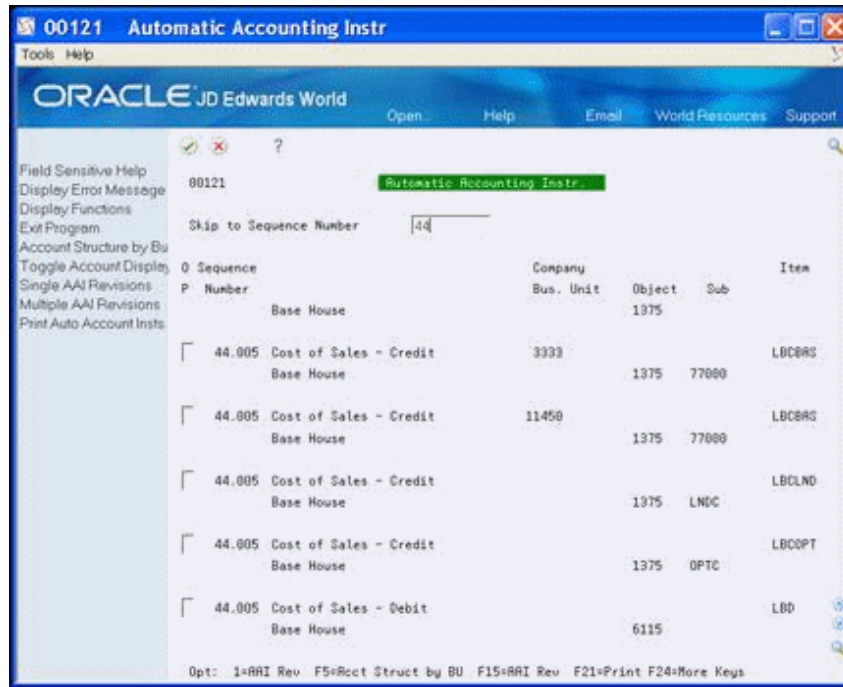 00121 Automatic Accounting Instr
Tools Help
ORACLE JD Edwards World
Open... Help Email World Resources Support
?
Field Sensitive Help
Display Error Message
Display Functions
Exit Program
Account Structure by Bu
Toggle Account Display
Single AAI Revisions
Multiple AAI Revisions
Print Auto Account Insts
00121 Automatic Accounting Instr.
Skip to Sequence Number 44
O Sequence Company Item
P Number Bus. Unit Object Sub
Base House 1375
44.005 Cost of Sales - Credit 3333 LBCBAS
Base House 1375 77000
44.005 Cost of Sales - Credit 11450 LBCBAS
Base House 1375 77000
44.005 Cost of Sales - Credit LBCLND
Base House 1375 LNDC
44.005 Cost of Sales - Credit LBCOPT
Base House 1375 OPTC
44.005 Cost of Sales - Debit LBD
Base House 6115
Opt: 1=AAI Rev F5=Acct Struct by BU F15=AAI Rev F21=Print F24=More Keys